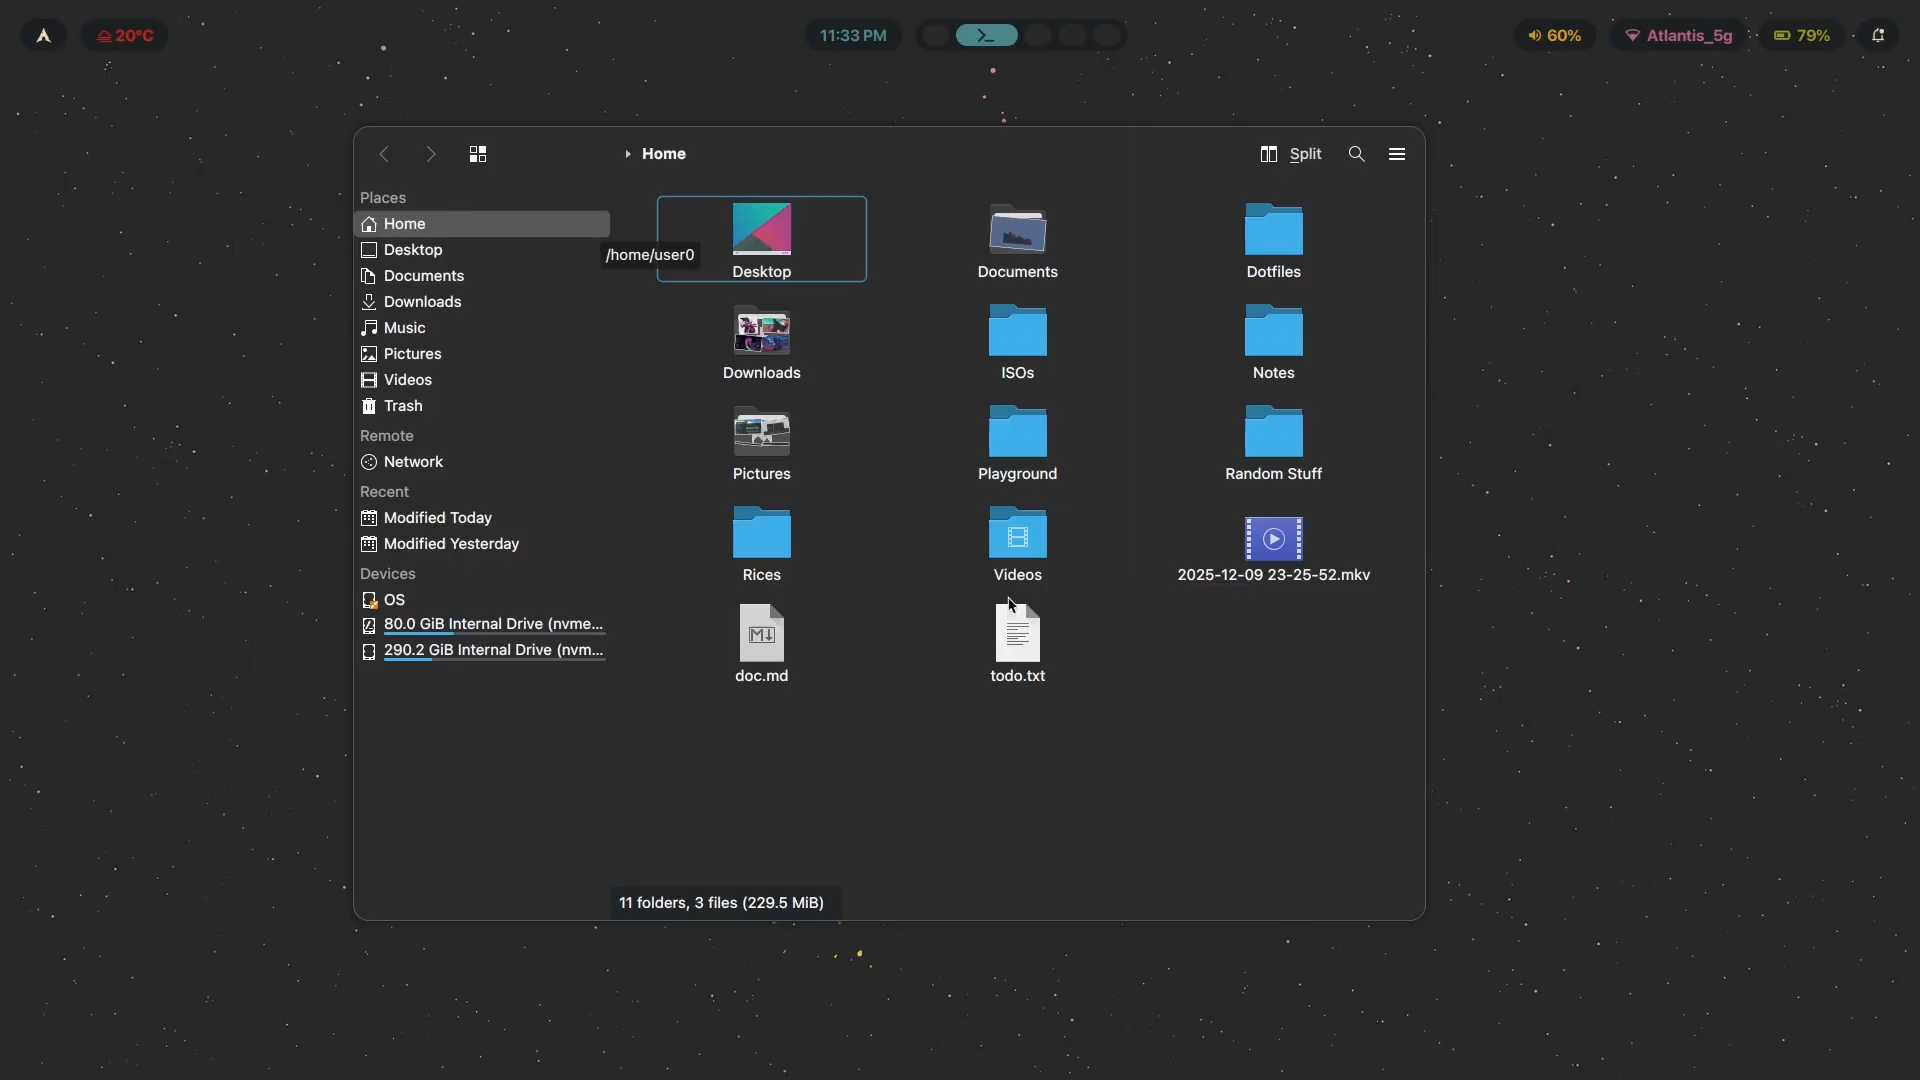 20°C
11:33 PM
60%
Atlantis_5g
79%
Home
Split
Places
Home
Desktop
Documents
Downloads
Music
Pictures
Videos
Trash
Remote
Network
Recent
Modified Today
Modified Yesterday
Devices
OS
80.0 GiB Internal Drive (nvme...
290.2 GiB Internal Drive (nvm...
/home/user0
Desktop
Documents
Dotfiles
Downloads
ISOs
Notes
Pictures
Playground
Random Stuff
Rices
Videos
2025-12-09 23-25-52.mkv
M
doc.md
todo.txt
11 folders, 3 files (229.5 MiB)